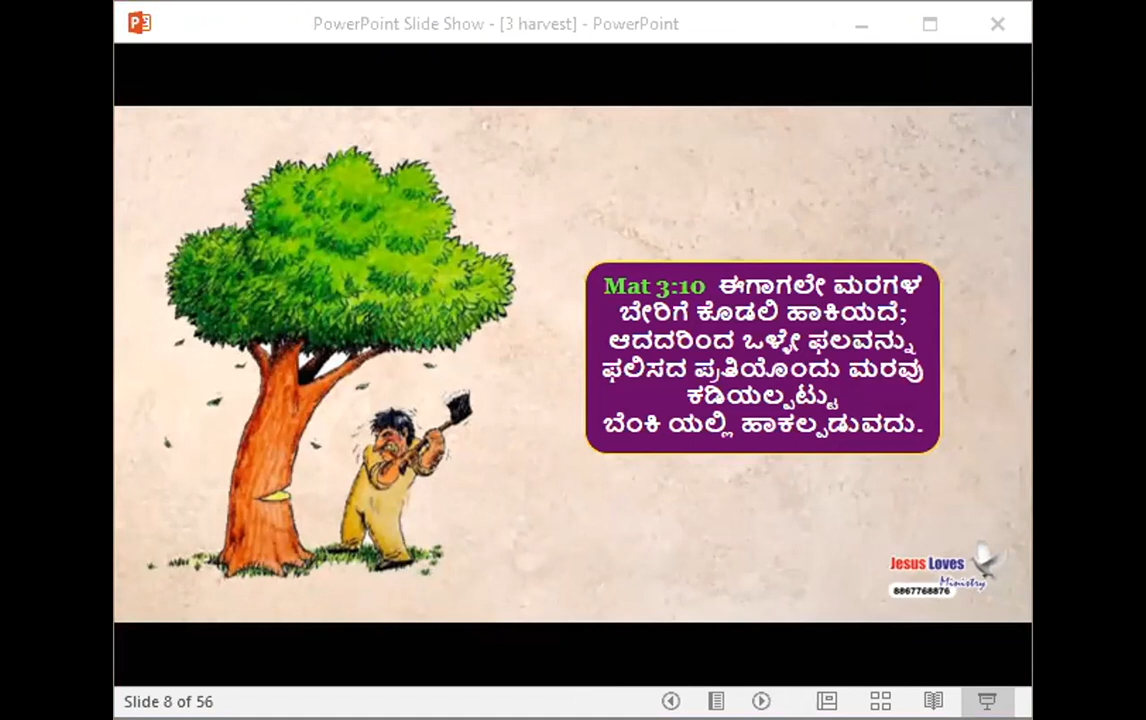 PowerPoint Slide Show - [3 harvest] - PowerPoint
Mat 3:10 ಈಗಾಗಲೇ ಮರಗಳ
ಬೇರಿಗೆ ಕೊಡಲಿ ಹಾಕಿಯದೆ;
ಆದದರಿಂದ ಒಳ್ಳೇ ಫಲವನ್ನು
ಫಲಿಸದ ಪ್ರತಿಯೊಂದು ಮರವು
ಕಡಿಯಲ್ಪಟ್ಟು
ಬೆಂಕಿ ಯಲ್ಲಿ ಹಾಕಲ್ಪಡುವದು.
Jesus Loves
Ministry
8867768876
Slide 8 of 56